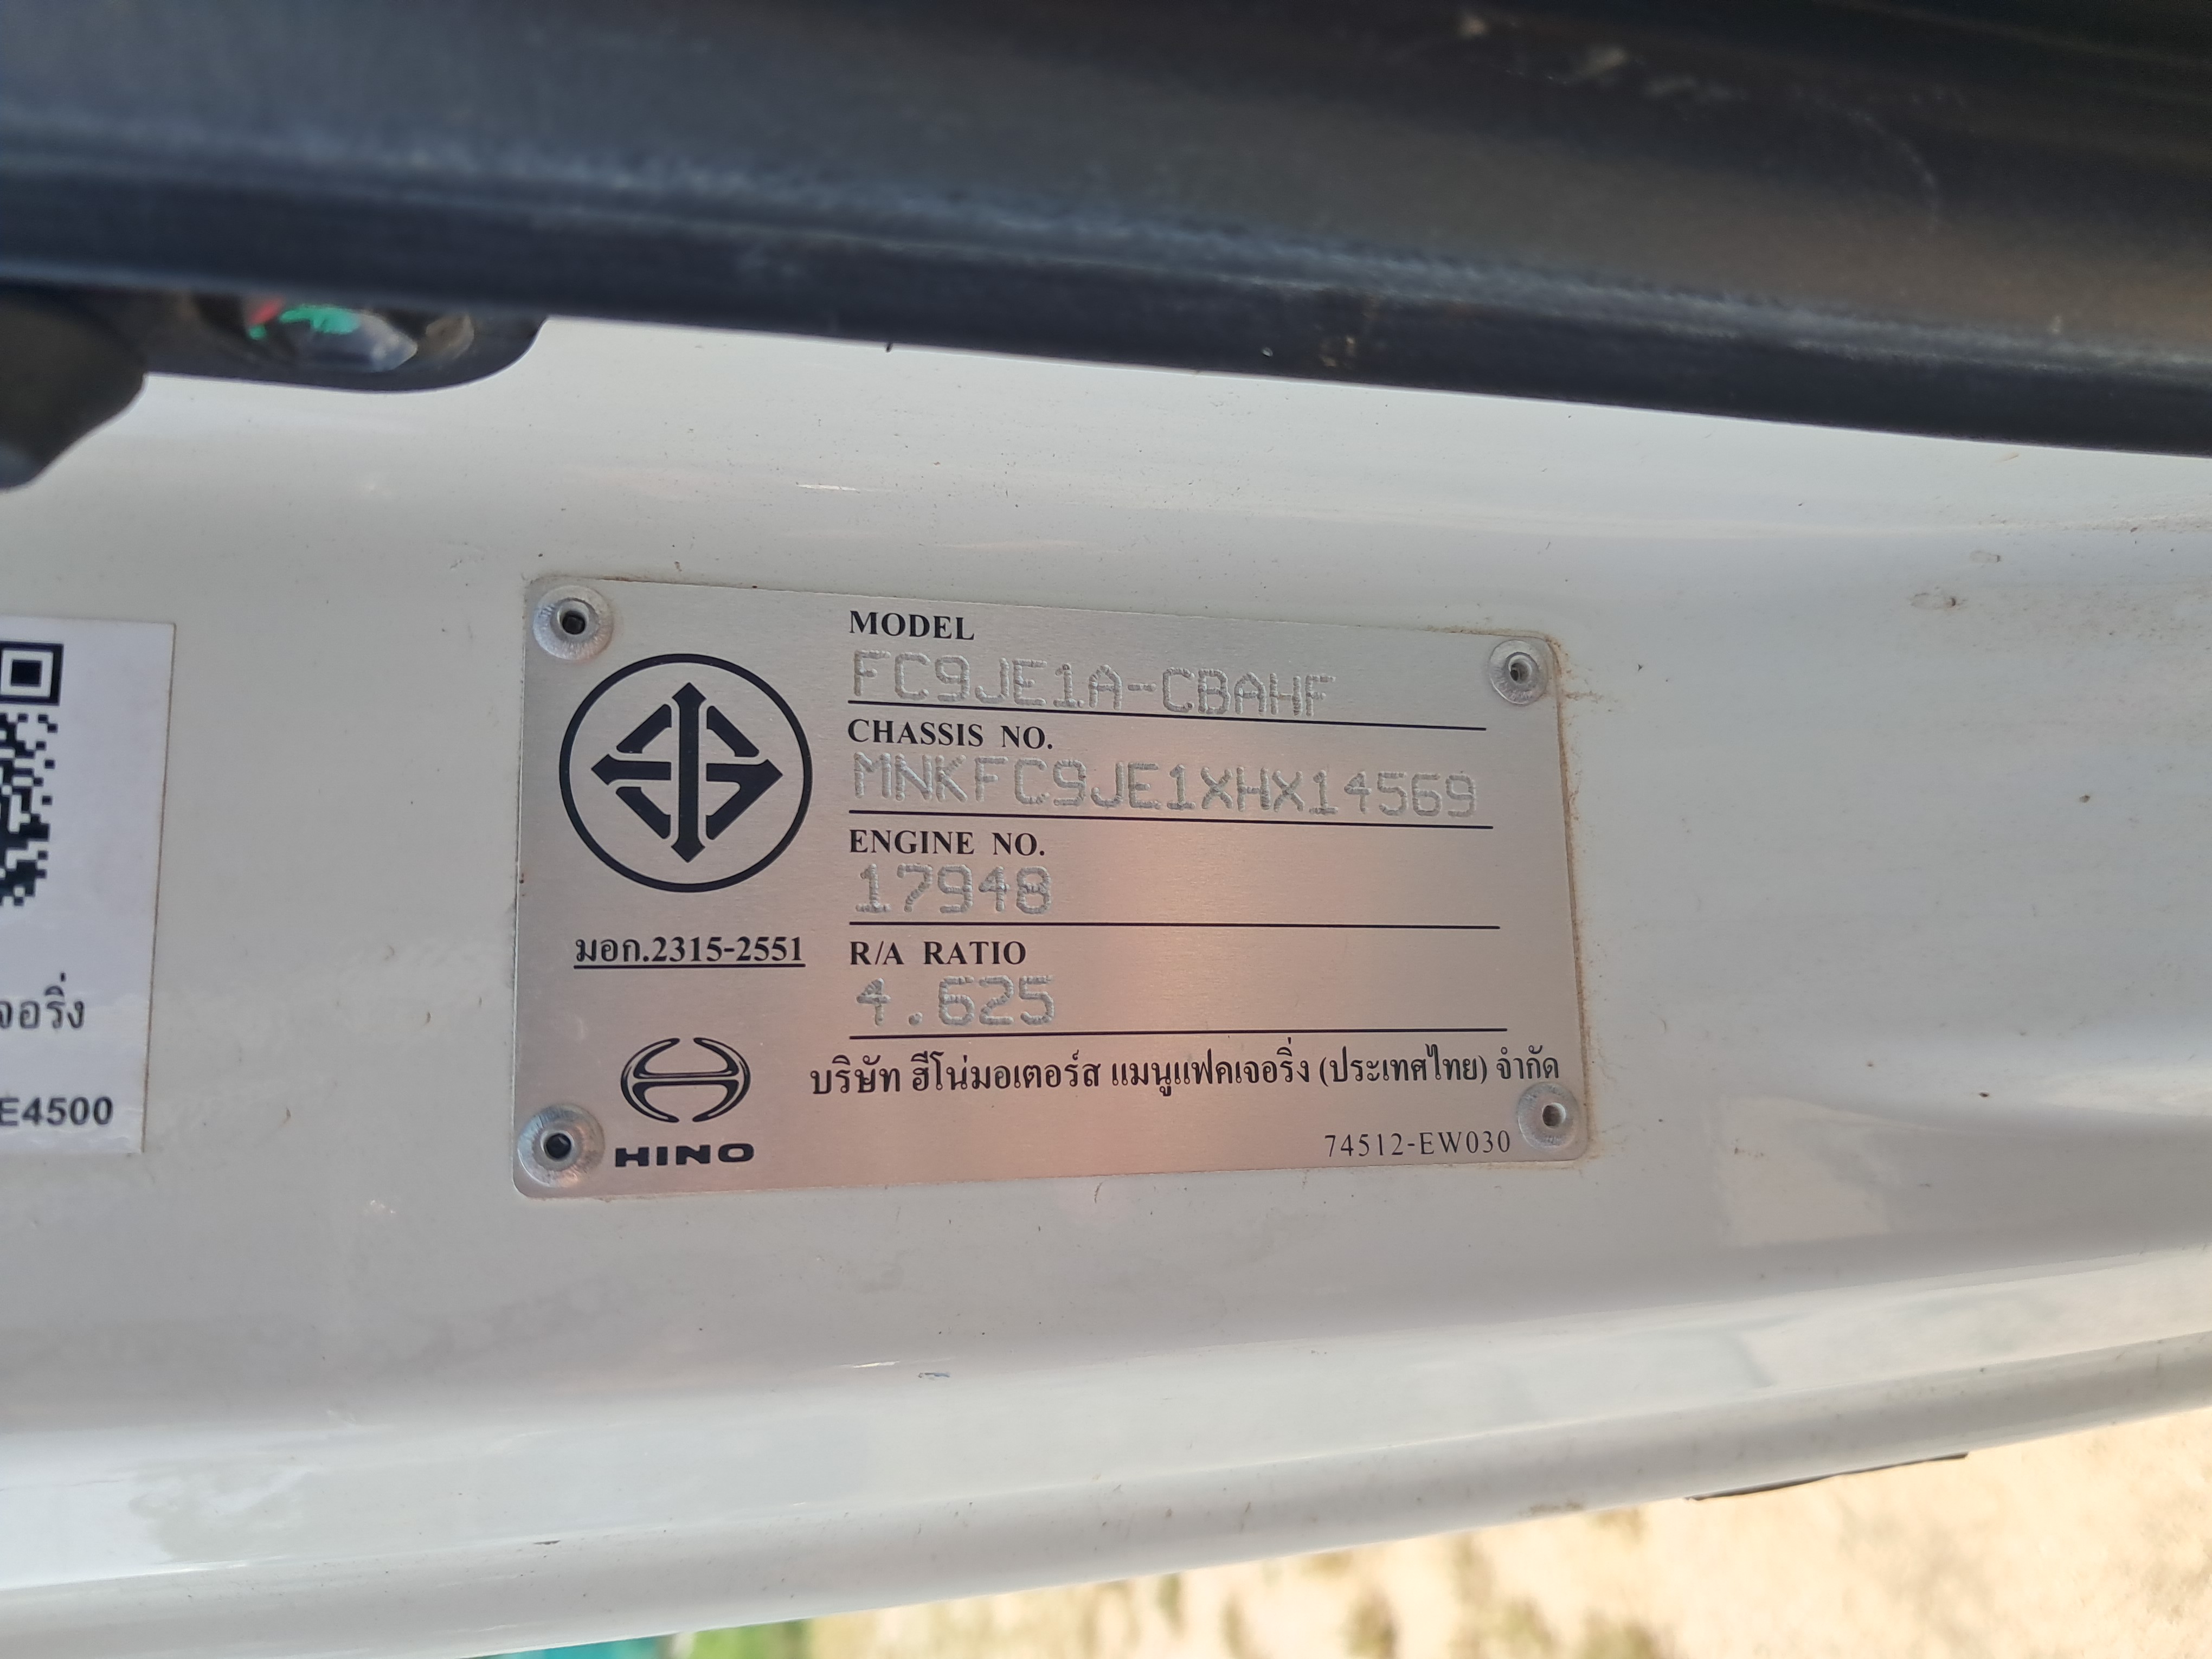 MODEL
FC9JE1A-CBAHF
CHASSIS NO.
MNKFC9JE1XHX14569
ENGINE NO.
17948
มอก.2315-2551
R/A RATIO
4.625
บริษัท ฮีโน่มอเตอร์ส แมนูแฟคเจอริ่ง (ประเทศไทย) จำกัด
HINO
74512-EW030
จอริ่ง
E4500